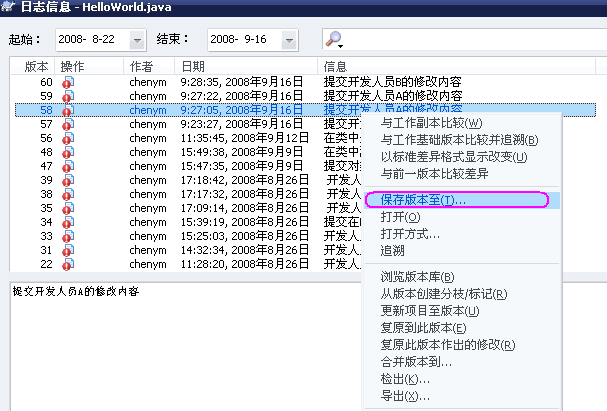 日志信息 - HelloWorld.java
起始： 2008- 8-22 结束： 2008- 9-16
版本 操作 作者 日期 信息
60 chenym 9:28:35, 2008年9月16日 提交开发人员B的修改内容
59 chenym 9:27:22, 2008年9月16日 提交开发人员A的修改内容
58 chenym 9:27:05, 2008年9月16日 提交开发人员A的修改内容
57 chenym 9:23:27, 2008年9月16日 提交开
56 chenym 11:35:45, 2008年9月12日 在类中
48 chenym 15:49:38, 2008年9月9日 在类中
47 chenym 15:47:35, 2008年9月9日 提交对
39 chenym 17:18:42, 2008年8月26日 开发人
38 chenym 17:17:32, 2008年8月26日 开发人
35 chenym 17:09:14, 2008年8月26日 开发人
34 chenym 15:39:19, 2008年8月26日 提交在
33 chenym 15:25:03, 2008年8月26日 开发人
31 chenym 14:32:34, 2008年8月26日 开发人
22 chenym 11:28:20, 2008年8月26日 开发人
提交开发人员A的修改内容
与工作副本比较(W)
与工作基础版本比较并追溯(B)
以标准差异格式显示改变(U)
与前一版本比较差异
保存版本至(T)...
打开(O)
打开方式...
追溯
浏览版本库(B)
从版本创建分枝/标记(R)
更新项目至版本(U)
复原到此版本(E)
复原此版本作出的修改(R)
合并版本到...
检出(K)...
导出(X)...